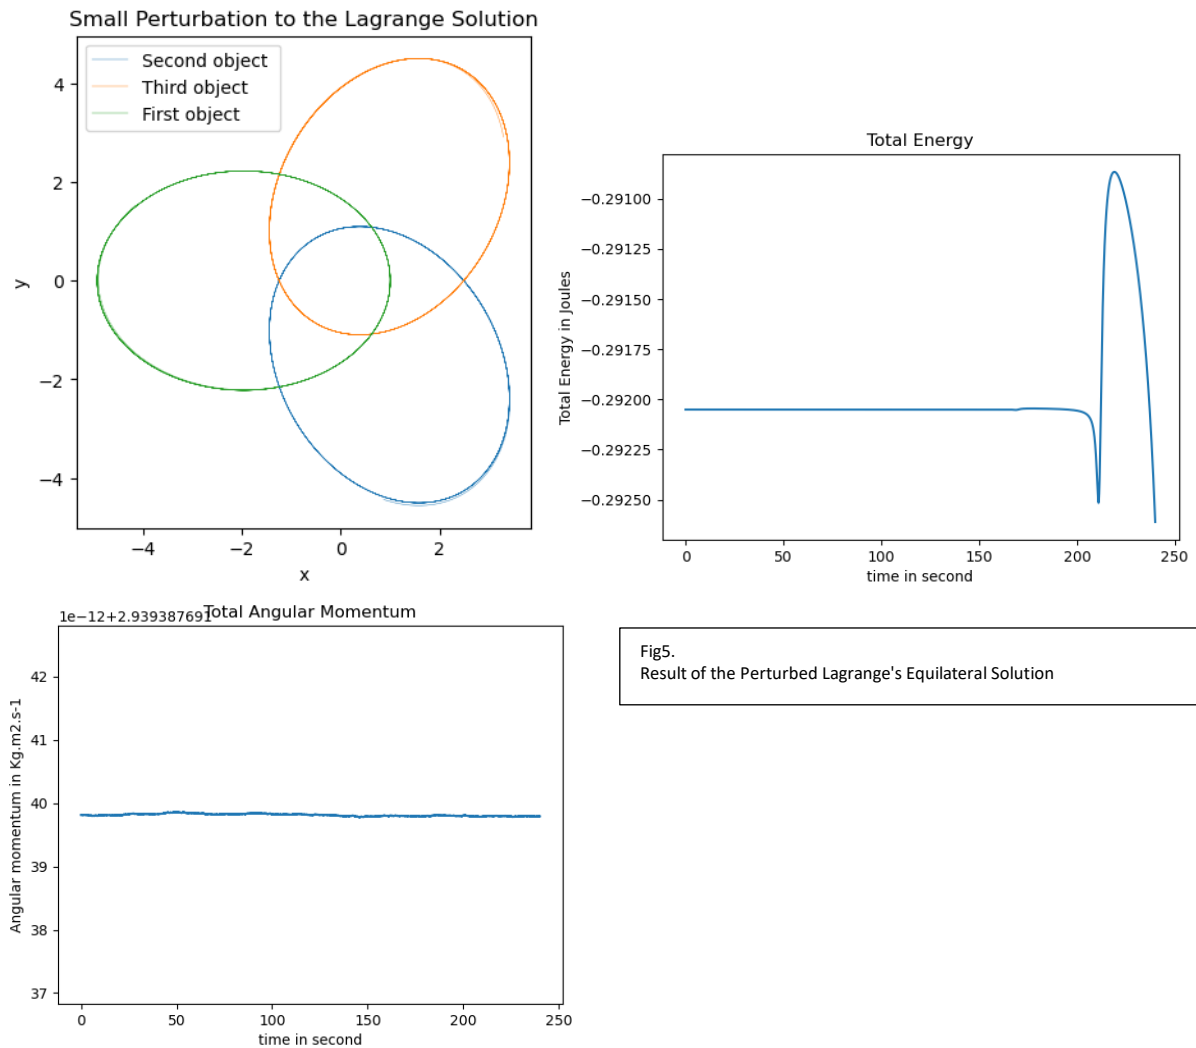 Small Perturbation to the Lagrange Solution
Second object
Third object
First object
4
2
0
−2
−4
y
−4
−2
0
2
x
Total Energy
−0.29100
−0.29125
−0.29150
−0.29175
−0.29200
−0.29225
−0.29250
Total Energy in Joules
0
50
100
150
200
250
time in second
1e−12+2.939387691
Total Angular Momentum
42
41
40
39
38
37
Angular momentum in Kg.m2.s-1
0
50
100
150
200
250
time in second
Fig5.
Result of the Perturbed Lagrange's Equilateral Solution